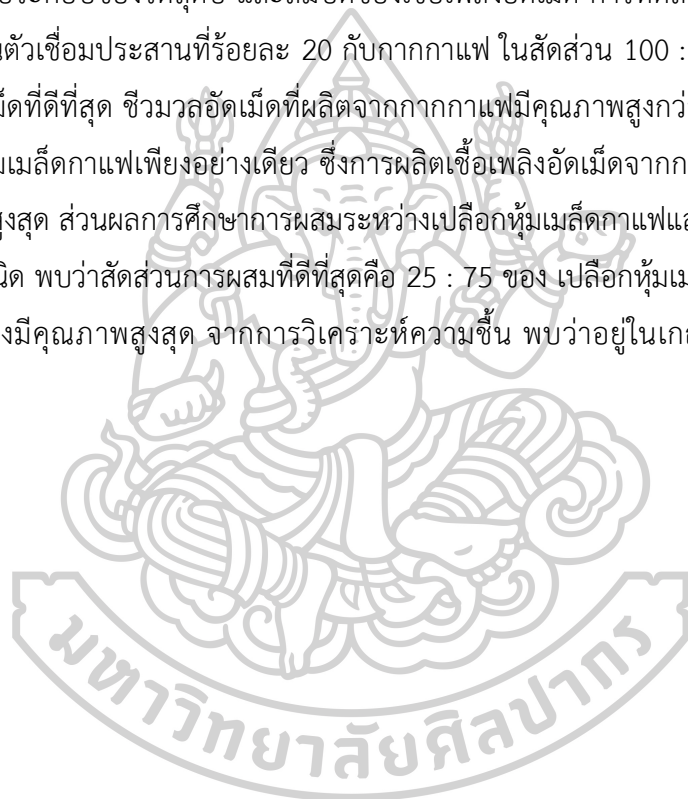 นตัวเชื่อมประสานที่ร้อยละ 20 กับกากกาแฟ ในสัดส่วน 100 :
ม็ดที่ดีที่สุด ชีวมวลอัดเม็ดที่ผลิตจากกากกาแฟมีคุณภาพสูงกว่
มเมล็ดกาแฟเพียงอย่างเดียว ซึ่งการผลิตเชื้อเพลิงอัดเม็ดจากก
สูงสุด ส่วนผลการศึกษาการผสมระหว่างเปลือกหุ้มเมล็ดกาแฟแล
นิด พบว่าสัดส่วนการผสมที่ดีที่สุดคือ 25 : 75 ของ เปลือกหุ้มเม
งมีคุณภาพสูงสุด จากการวิเคราะห์ความชื้น พบว่าอยู่ในเก
มหาวิทยาลัยศิลปากร